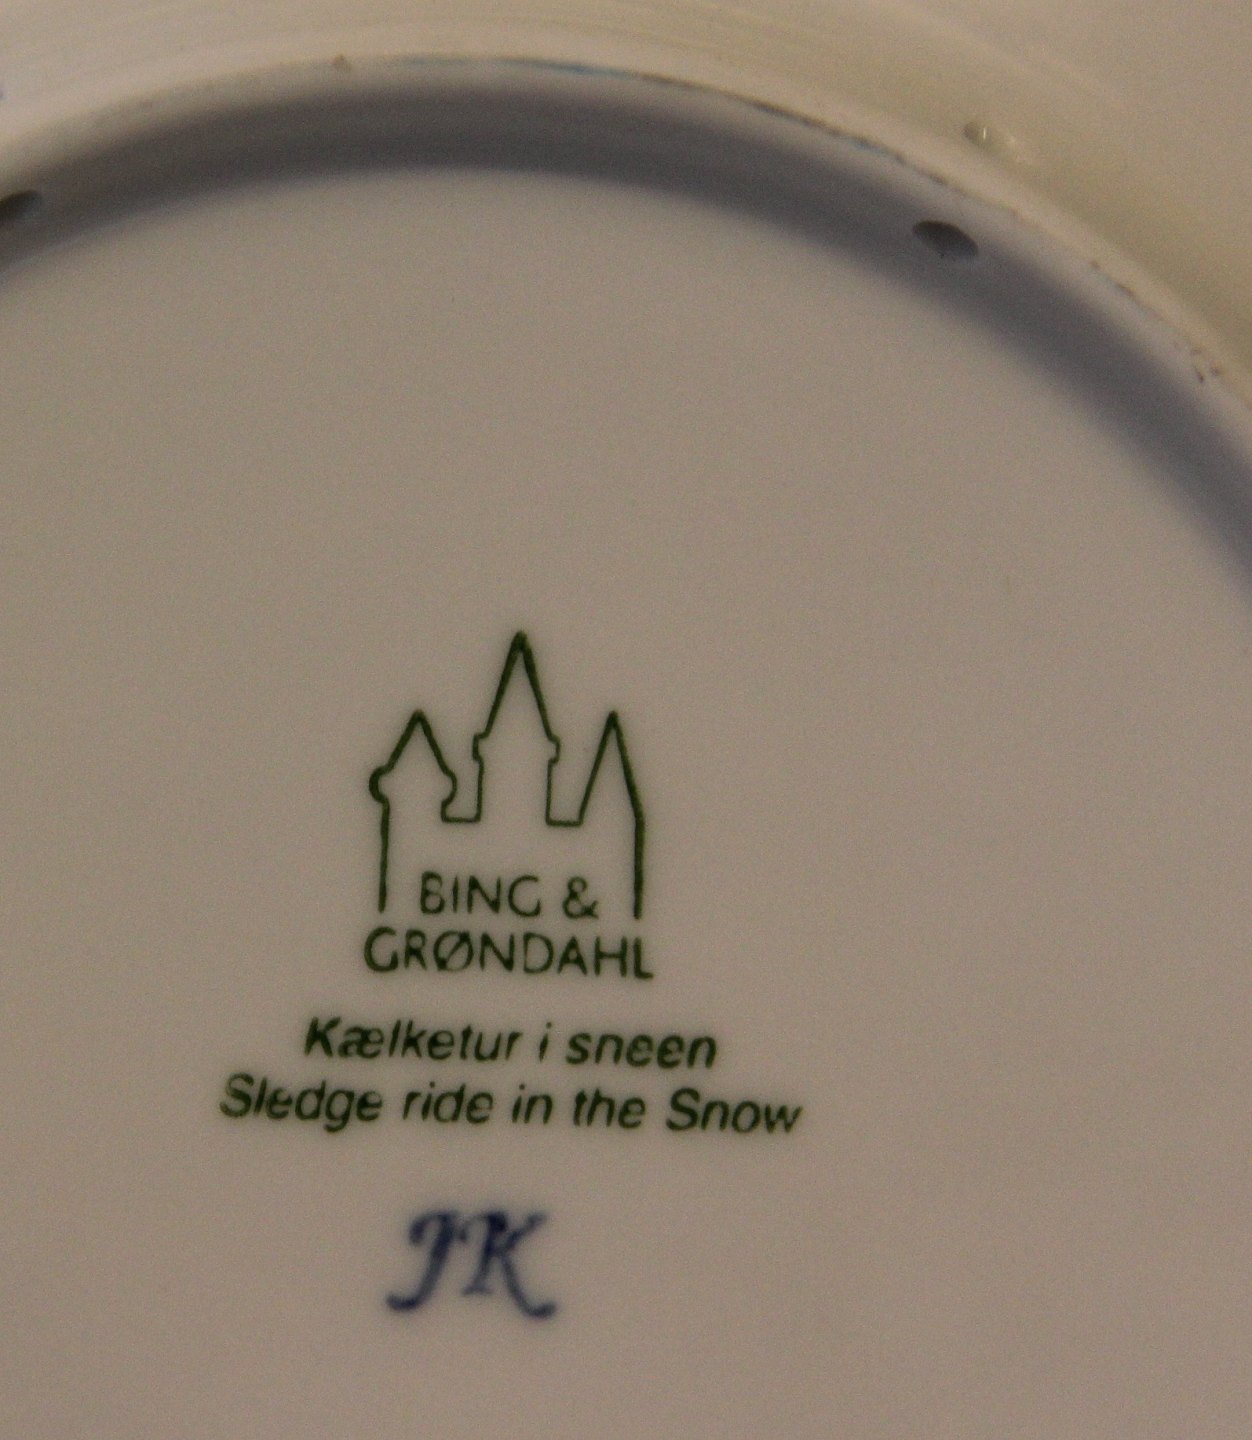 BING &
GRØNDAHL
Kælketur i sneen
Sledge ride in the Snow
JK